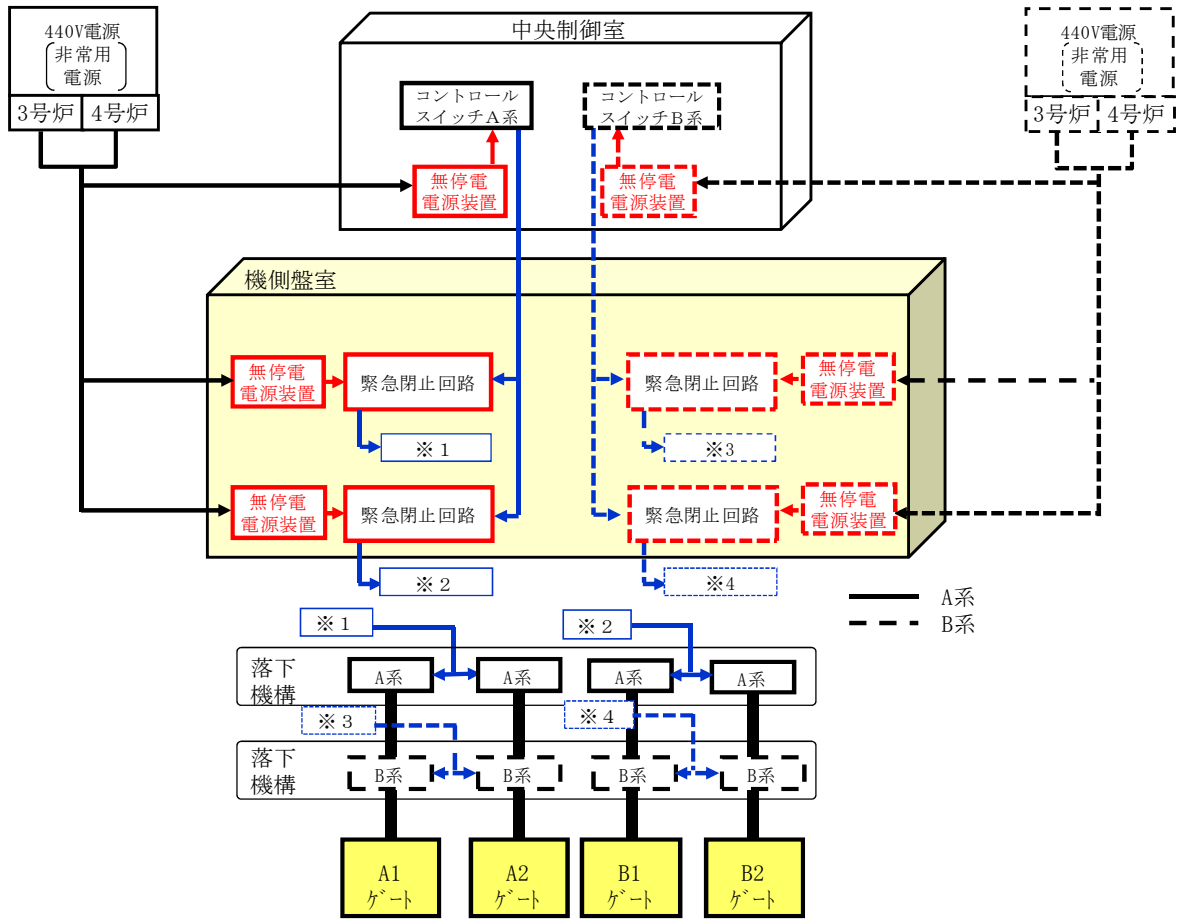 440V電源
非常用
電源
3号炉 4号炉
中央制御室
コントロール
スイッチA系
コントロール
スイッチB系
無停電
電源装置
無停電
電源装置
440V電源
非常用
電源
3号炉 4号炉
機側盤室
無停電
電源装置
緊急閉止回路
緊急閉止回路
無停電
電源装置
※1
※3
無停電
電源装置
緊急閉止回路
緊急閉止回路
無停電
電源装置
※2
※4
A系
B系
※1
※2
落下
機構
A系
A系
A系
A系
※3
※4
落下
機構
B系
B系
B系
B系
A1
ゲート
A2
ゲート
B1
ゲート
B2
ゲート